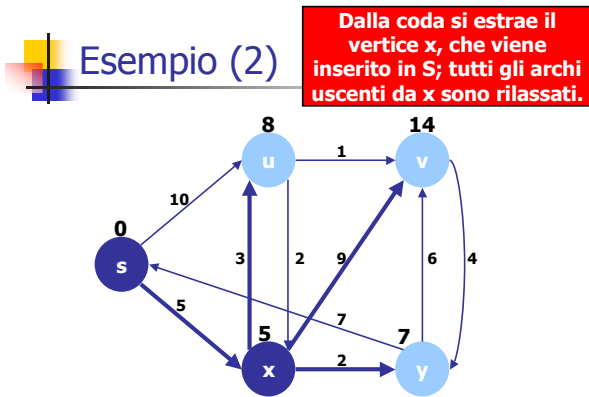 Esempio (2)
Dalla coda si estrae il
vertice x, che viene
inserito in S; tutti gli archi
uscenti da x sono rilassati.
8
14
u
1
v
10
0
s
3
2
9
6
4
5
7
5
7
x
2
y